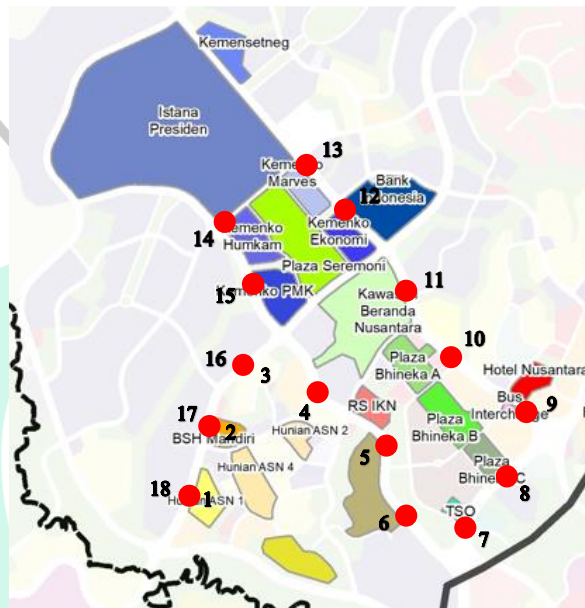 Kemensetneg
Istana
Presiden
13
Kemenko
Marves
Bank
Indonesia
12
14
Kemenko
Humkam
Kemenko
Ekonomi
Plaza Seremoni
15
Kemenko PMK
11
Kawasan
Beranda
Nusantara
16
3
10
Plaza
Bhineka A
Hotel Nusantara
4
RS IKN
Bus
Interchange
9
17
2
BSH Mandiri
Hunian ASN 2
Plaza
Bhineka B
5
Hunian ASN 4
Plaza
Bhineka C
8
18
1
Hunian ASN 1
6
TSO
7